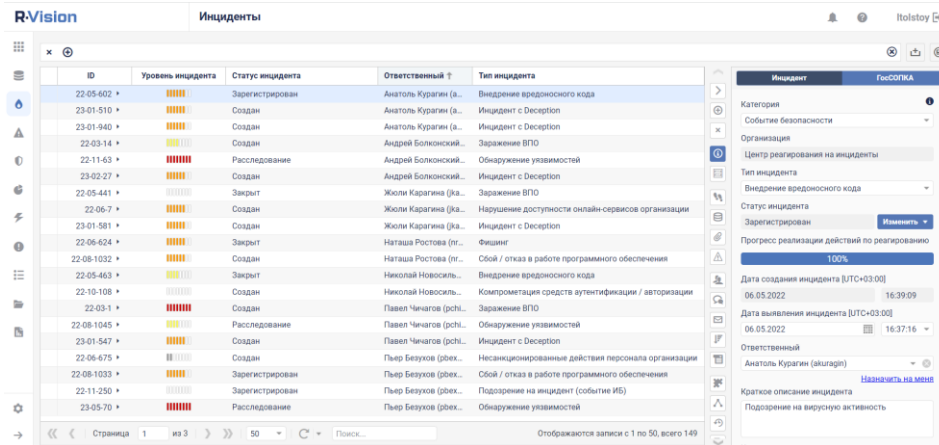 R·Vision Инциденты Itolstoy
ID Уровень инцидента Статус инцидента Ответственный ↑ Тип инцидента
22-05-602 Зарегистрирован Анатоль Курагин (a... Внедрение вредоносного кода
23-01-510 Создан Анатоль Курагин (a... Инцидент с Deception
23-01-940 Создан Анатоль Курагин (a... Инцидент с Deception
22-03-14 Создан Андрей Болконский... Заражение ВПО
22-11-63 Расследование Андрей Болконский... Обнаружение уязвимостей
23-02-27 Создан Андрей Болконский... Инцидент с Deception
22-05-441 Закрыт Жюли Карагина (jka... Заражение ВПО
22-06-7 Создан Жюли Карагина (jka... Нарушение доступности онлайн-сервисов организации
23-01-581 Создан Жюли Карагина (jka... Инцидент с Deception
22-06-624 Закрыт Наташа Ростова (nr... Фишинг
22-08-1032 Создан Наташа Ростова (nr... Сбой / отказ в работе программного обеспечения
22-05-463 Закрыт Николай Новосиль... Внедрение вредоносного кода
22-10-108 Создан Николай Новосиль... Компрометация средств аутентификации / авторизации
22-03-1 Создан Павел Чичагов (pchi... Заражение ВПО
22-08-1045 Расследование Павел Чичагов (pchi... Обнаружение уязвимостей
23-01-547 Создан Павел Чичагов (pchi... Инцидент с Deception
22-06-675 Создан Пьер Безухов (pbex... Несанкционированные действия персонала организации
22-08-1033 Зарегистрирован Пьер Безухов (pbex... Сбой / отказ в работе программного обеспечения
22-11-250 Зарегистрирован Пьер Безухов (pbex... Подозрение на инцидент (событие ИБ)
23-05-70 Расследование Пьер Безухов (pbex... Обнаружение уязвимостей
Страница 1 из 3 50 Поиск... Отображаются записи с 1 по 50, всего 149
Инцидент ГосСОПКА
Категория
Событие безопасности
Организация
Центр реагирования на инциденты
Тип инцидента
Внедрение вредоносного кода
Статус инцидента
Зарегистрирован Изменить
Прогресс реализации действий по реагированию
100%
Дата создания инцидента [UTC+03:00]
06.05.2022 16:39:09
Дата выявления инцидента [UTC+03:00]
06.05.2022 16:37:16
Ответственный
Анатоль Курагин (akuragin)
Назначить на меня
Краткое описание инцидента
Подозрение на вирусную активность